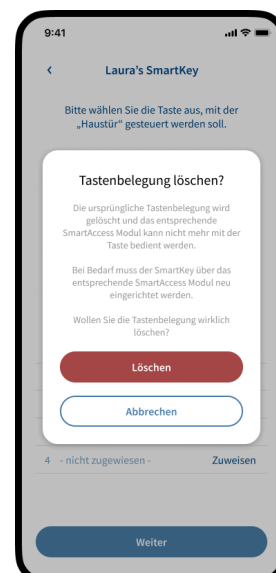 9:41
Laura's SmartKey
Bitte wählen Sie die Taste aus, mit der
„Haustür" gesteuert werden soll.
Tastenbelegung löschen?
Die ursprüngliche Tastenbelegung wird
gelöscht und das entsprechende
SmartAccess Modul kann nicht mehr mit der
Taste bedient werden.
Bei Bedarf muss der SmartKey über das
entsprechende SmartAccess Modul neu
eingerichtet werden.
Wollen Sie die Tastenbelegung wirklich
löschen?
Löschen
Abbrechen
4 - nicht zugewiesen - Zuweisen
Weiter